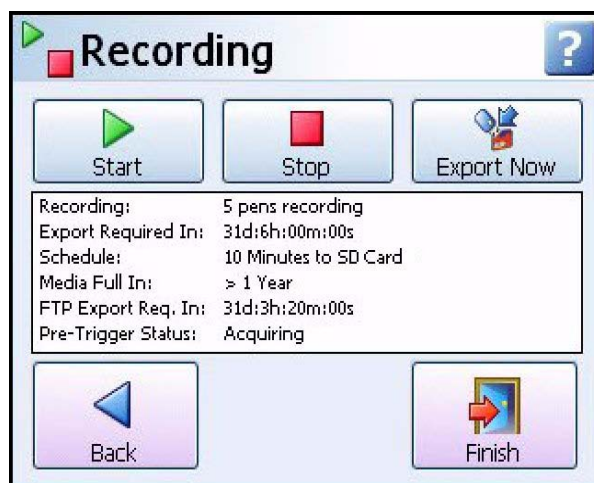 Recording
?
Start
Stop
Export Now
Recording: 5 pens recording
Export Required In: 31d:6h:00m:00s
Schedule: 10 Minutes to SD Card
Media Full In: > 1 Year
FTP Export Req. In: 31d:3h:20m:00s
Pre-Trigger Status: Acquiring
Back
Finish